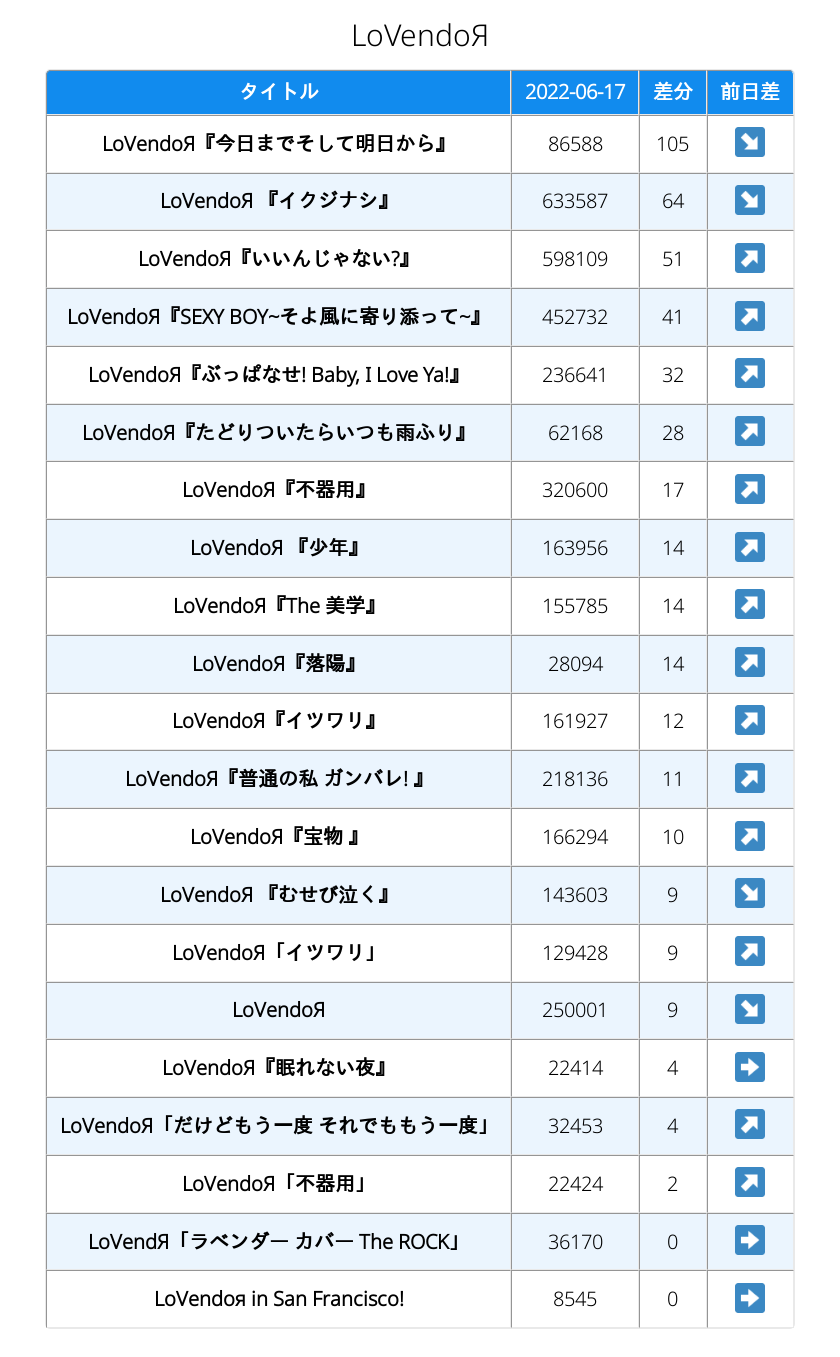 LoVendoЯ
タイトル 2022-06-17 差分 前日差
LoVendoЯ『今日までそして明日から』 86588 105 ↘
LoVendoЯ 『イクジナシ』 633587 64 ↘
LoVendoЯ『いいんじゃない?』 598109 51 ↗
LoVendoЯ『SEXY BOY~そよ風に寄り添って~』 452732 41 ↗
LoVendoЯ『ぶっぱなせ! Baby, I Love Ya!』 236641 32 ↗
LoVendoЯ『たどりついたらいつも雨ふり』 62168 28 ↗
LoVendoЯ『不器用』 320600 17 ↗
LoVendoЯ 『少年』 163956 14 ↗
LoVendoЯ『The 美学』 155785 14 ↗
LoVendoЯ『落陽』 28094 14 ↗
LoVendoЯ『イツワリ』 161927 12 ↗
LoVendoЯ『普通の私 ガンバレ! 』 218136 11 ↗
LoVendoЯ『宝物 』 166294 10 ↗
LoVendoЯ 『むせび泣く』 143603 9 ↘
LoVendoЯ「イツワリ」 129428 9 ↗
LoVendoЯ 250001 9 ↘
LoVendoЯ『眠れない夜』 22414 4 →
LoVendoЯ「だけどもう一度 それでももう一度」 32453 4 ↗
LoVendoЯ「不器用」 22424 2 ↗
LoVendЯ「ラベンダー カバー The ROCK」 36170 0 →
LoVendoя in San Francisco! 8545 0 →